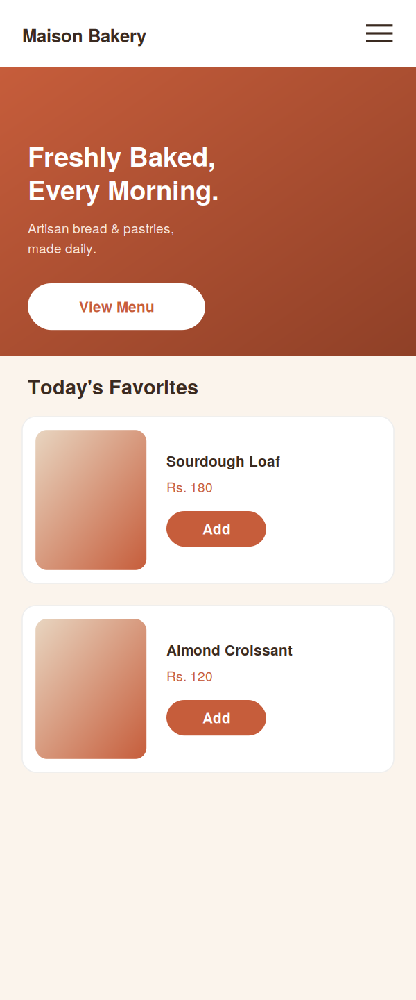 Maison Bakery
Freshly Baked,
Every Morning.
Artisan bread & pastries,
made daily.
View Menu
Today's Favorites
Sourdough Loaf
Rs. 180
Add
Almond Croissant
Rs. 120
Add